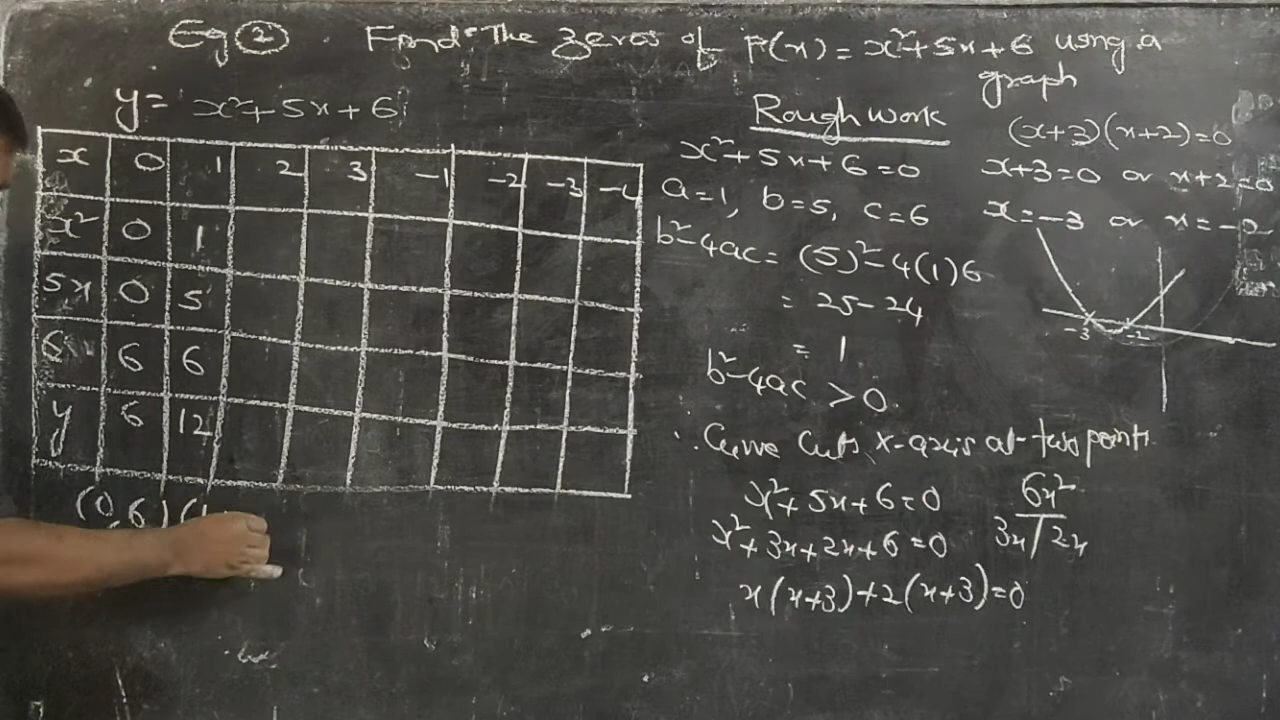 Eg ② Find The zeros of P(x) = x²+5x+6 using a
graph
y = x²+5x+6
x 0 1 2 3 -1 -2 -3 -4
x² 0 1
5x 0 5
6 6 6
y 6 12
(0,6) (1
Rough work
x²+5x+6=0
a=1, b=5, c=6
b²-4ac = (5)²-4(1)6
= 25-24
= 1
b²-4ac > 0
∴ Curve Cuts x-axis at two points
x²+5x+6=0
x²+3x+2x+6=0
x(x+3)+2(x+3)=0
6x²
3x 2x
(x+3)(x+2)=0
x+3=0 or x+2=0
x=-3 or x=-2
-3 -2